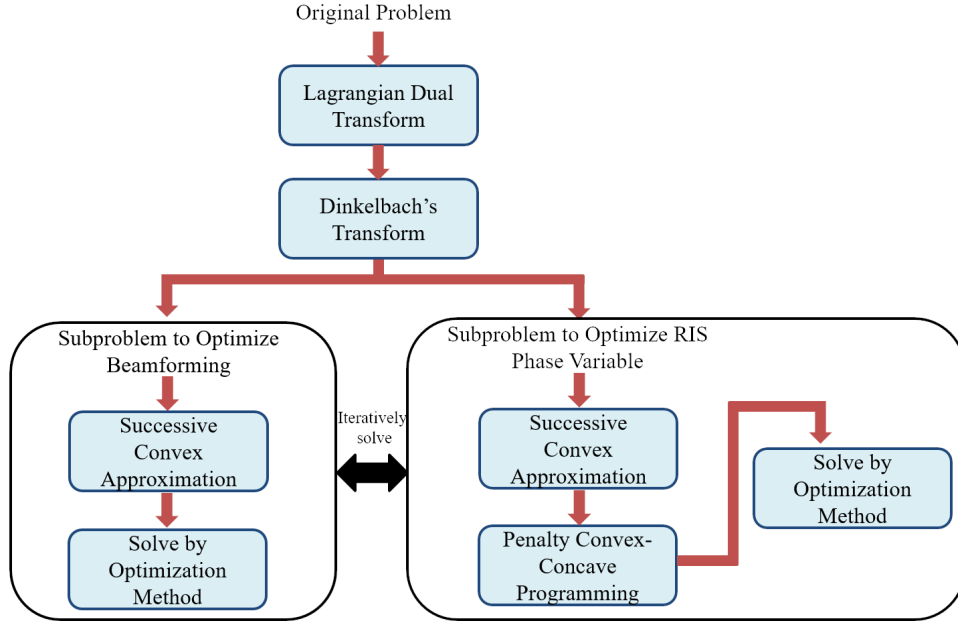 Original Problem
Lagrangian Dual
Transform
Dinkelbach's
Transform
Subproblem to Optimize
Beamforming
Successive
Convex
Approximation
Solve by
Optimization
Method
Iteratively
solve
Subproblem to Optimize RIS
Phase Variable
Successive
Convex
Approximation
Penalty Convex-
Concave
Programming
Solve by
Optimization
Method